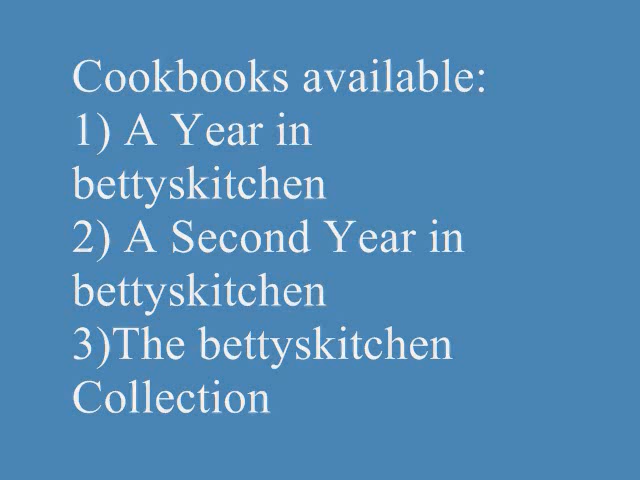 Cookbooks available:
1) A Year in
bettyskitchen
2) A Second Year in
bettyskitchen
3)The bettyskitchen
Collection